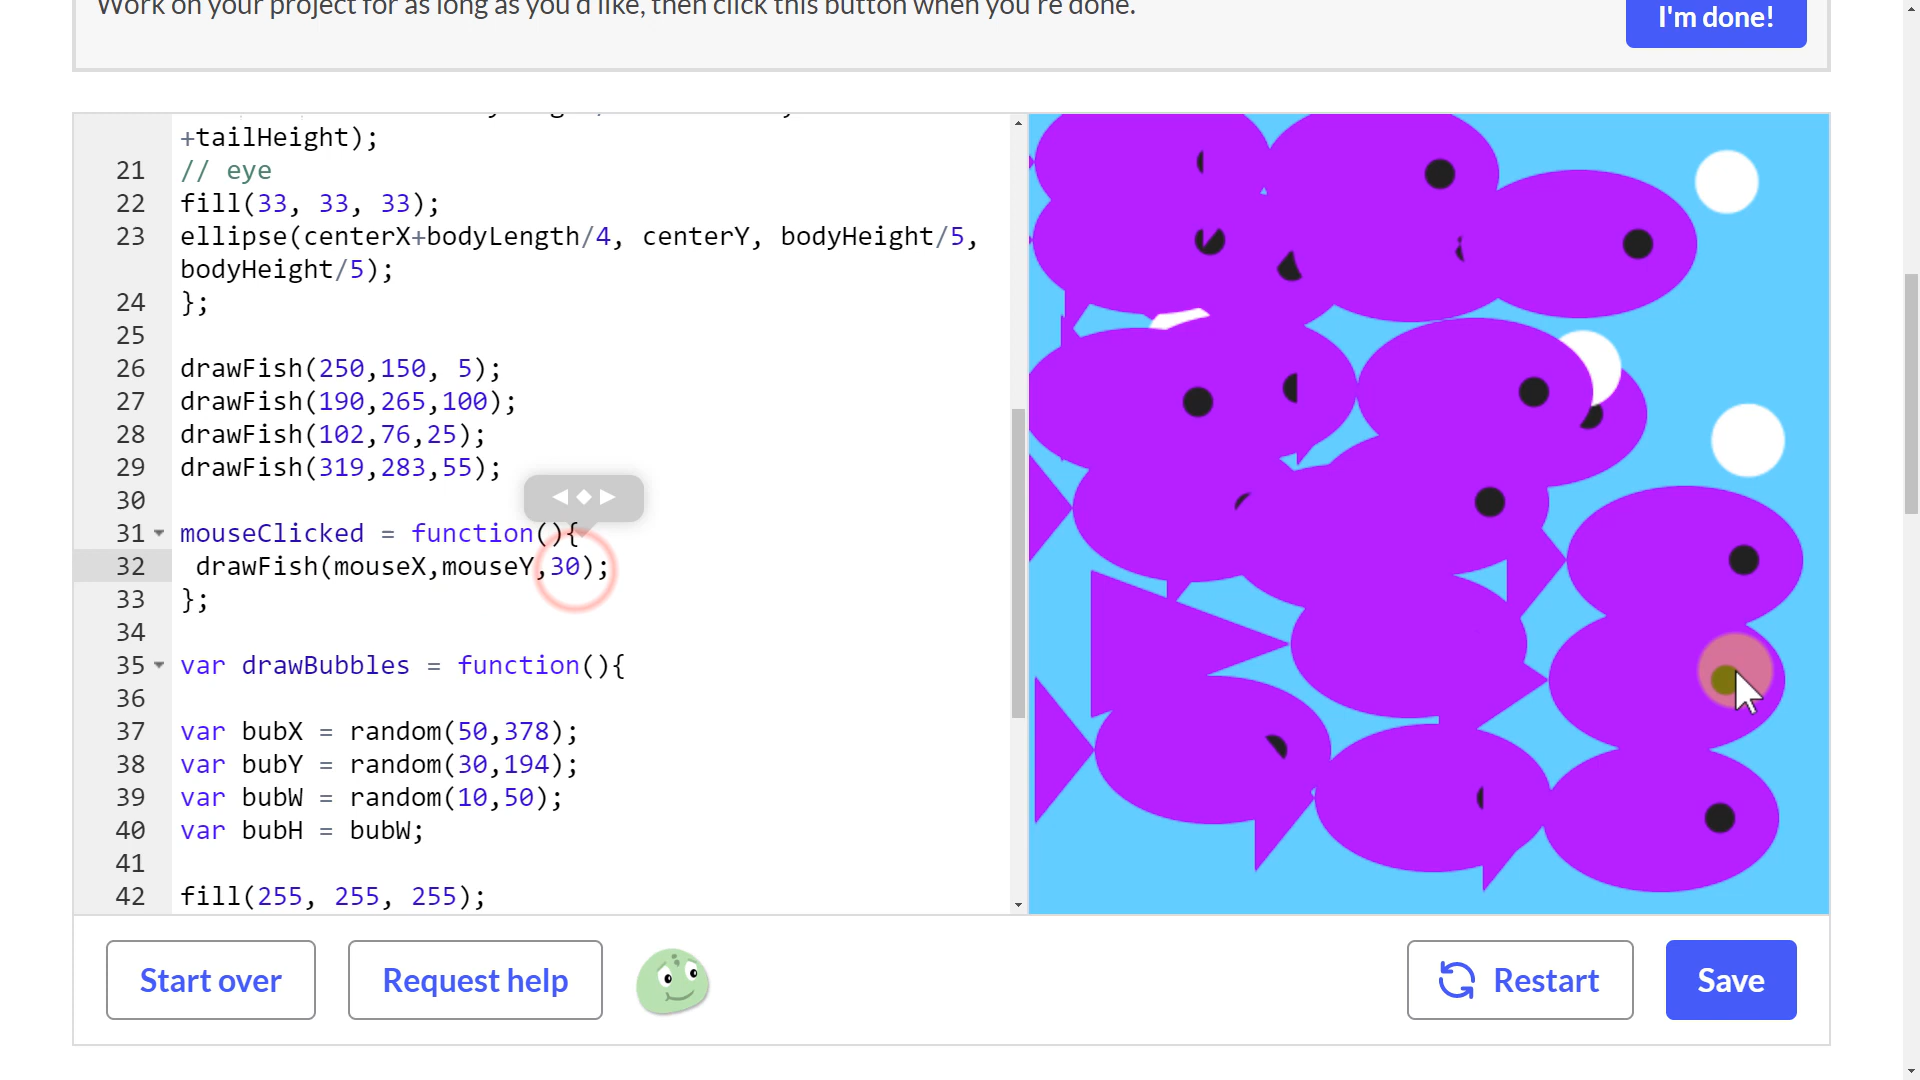 Work on your project for as long as you'd like, then click this button when you're done.
I'm done!
+tailHeight);
21 // eye
22 fill(33, 33, 33);
23 ellipse(centerX+bodyLength/4, centerY, bodyHeight/5,
bodyHeight/5);
24 };
25
26 drawFish(250,150, 5);
27 drawFish(190,265,100);
28 drawFish(102,76,25);
29 drawFish(319,283,55);
30
31 mouseClicked = function(){
32 drawFish(mouseX,mouseY,30);
33 };
34
35 var drawBubbles = function(){
36
37 var bubX = random(50,378);
38 var bubY = random(30,194);
39 var bubW = random(10,50);
40 var bubH = bubW;
41
42 fill(255, 255, 255);
Start over
Request help
Restart
Save